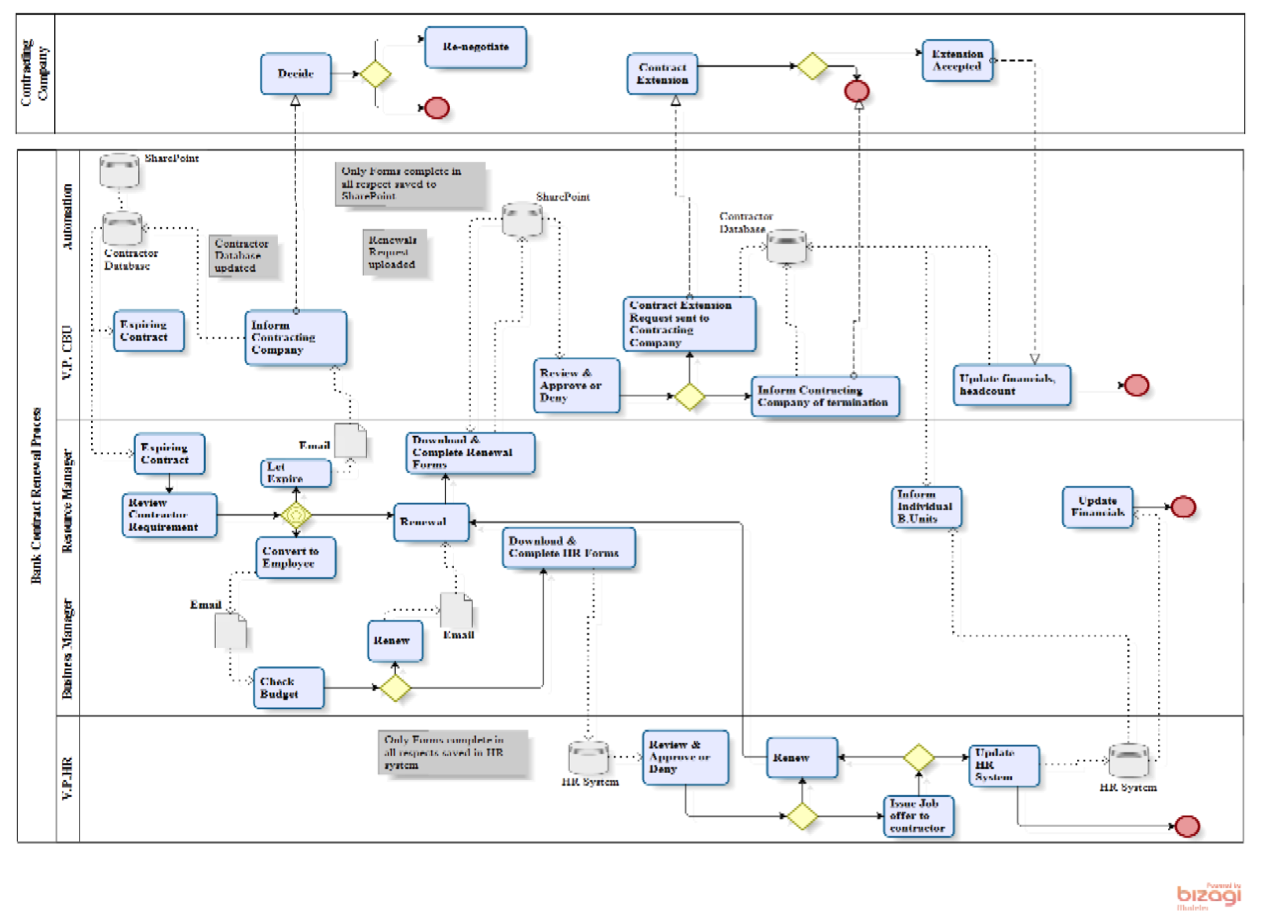 Contracting
Company
Decide
Re-negotiate
Contract
Extension
Extension
Accepted
Bank Contract Renewal Process
Automation
SharePoint
Contractor
Database
Contractor
Database
updated
Only Forms complete in
all respect saved to
SharePoint
Renewals
Request
uploaded
SharePoint
Contractor
Database
V.P. CBU
Expiring
Contract
Inform
Contracting
Company
Review &
Approve or
Deny
Contract Extension
Request sent to
Contracting
Company
Inform Contracting
Company of termination
Update financials,
headcount
Resource Manager
Expiring
Contract
Review
Contractor
Requirement
Let
Expire
Email
Convert to
Employee
Download &
Complete Renewal
Forms
Renewal
Download &
Complete HR Forms
Inform
Individual
B.Units
Update
Financials
Business Manager
Email
Check
Budget
Renew
Email
V.P.HR
Only Forms complete in
all respects saved in HR
system
HR System
Review &
Approve or
Deny
Renew
Issue Job
offer to
contractor
Update
HR
System
HR System
Powered by
bizagi
Modeler